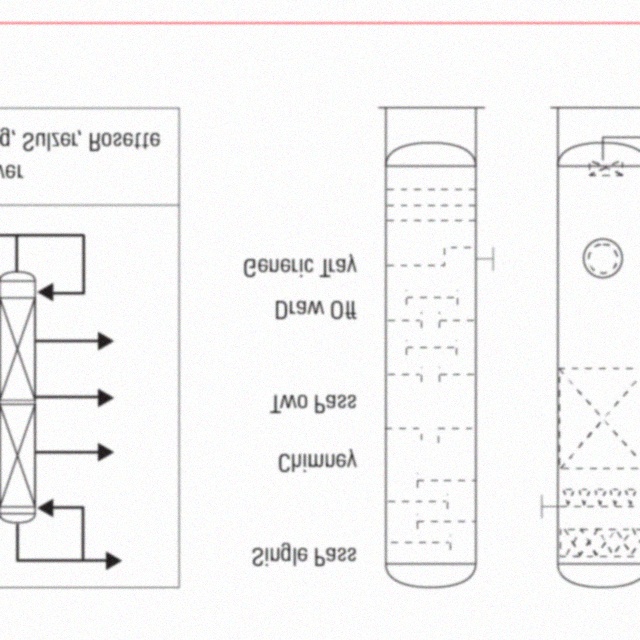 Single Pass
Chimney
Two Pass
Draw Off
Generic Tray
ver
g, Sulzer, Rosette